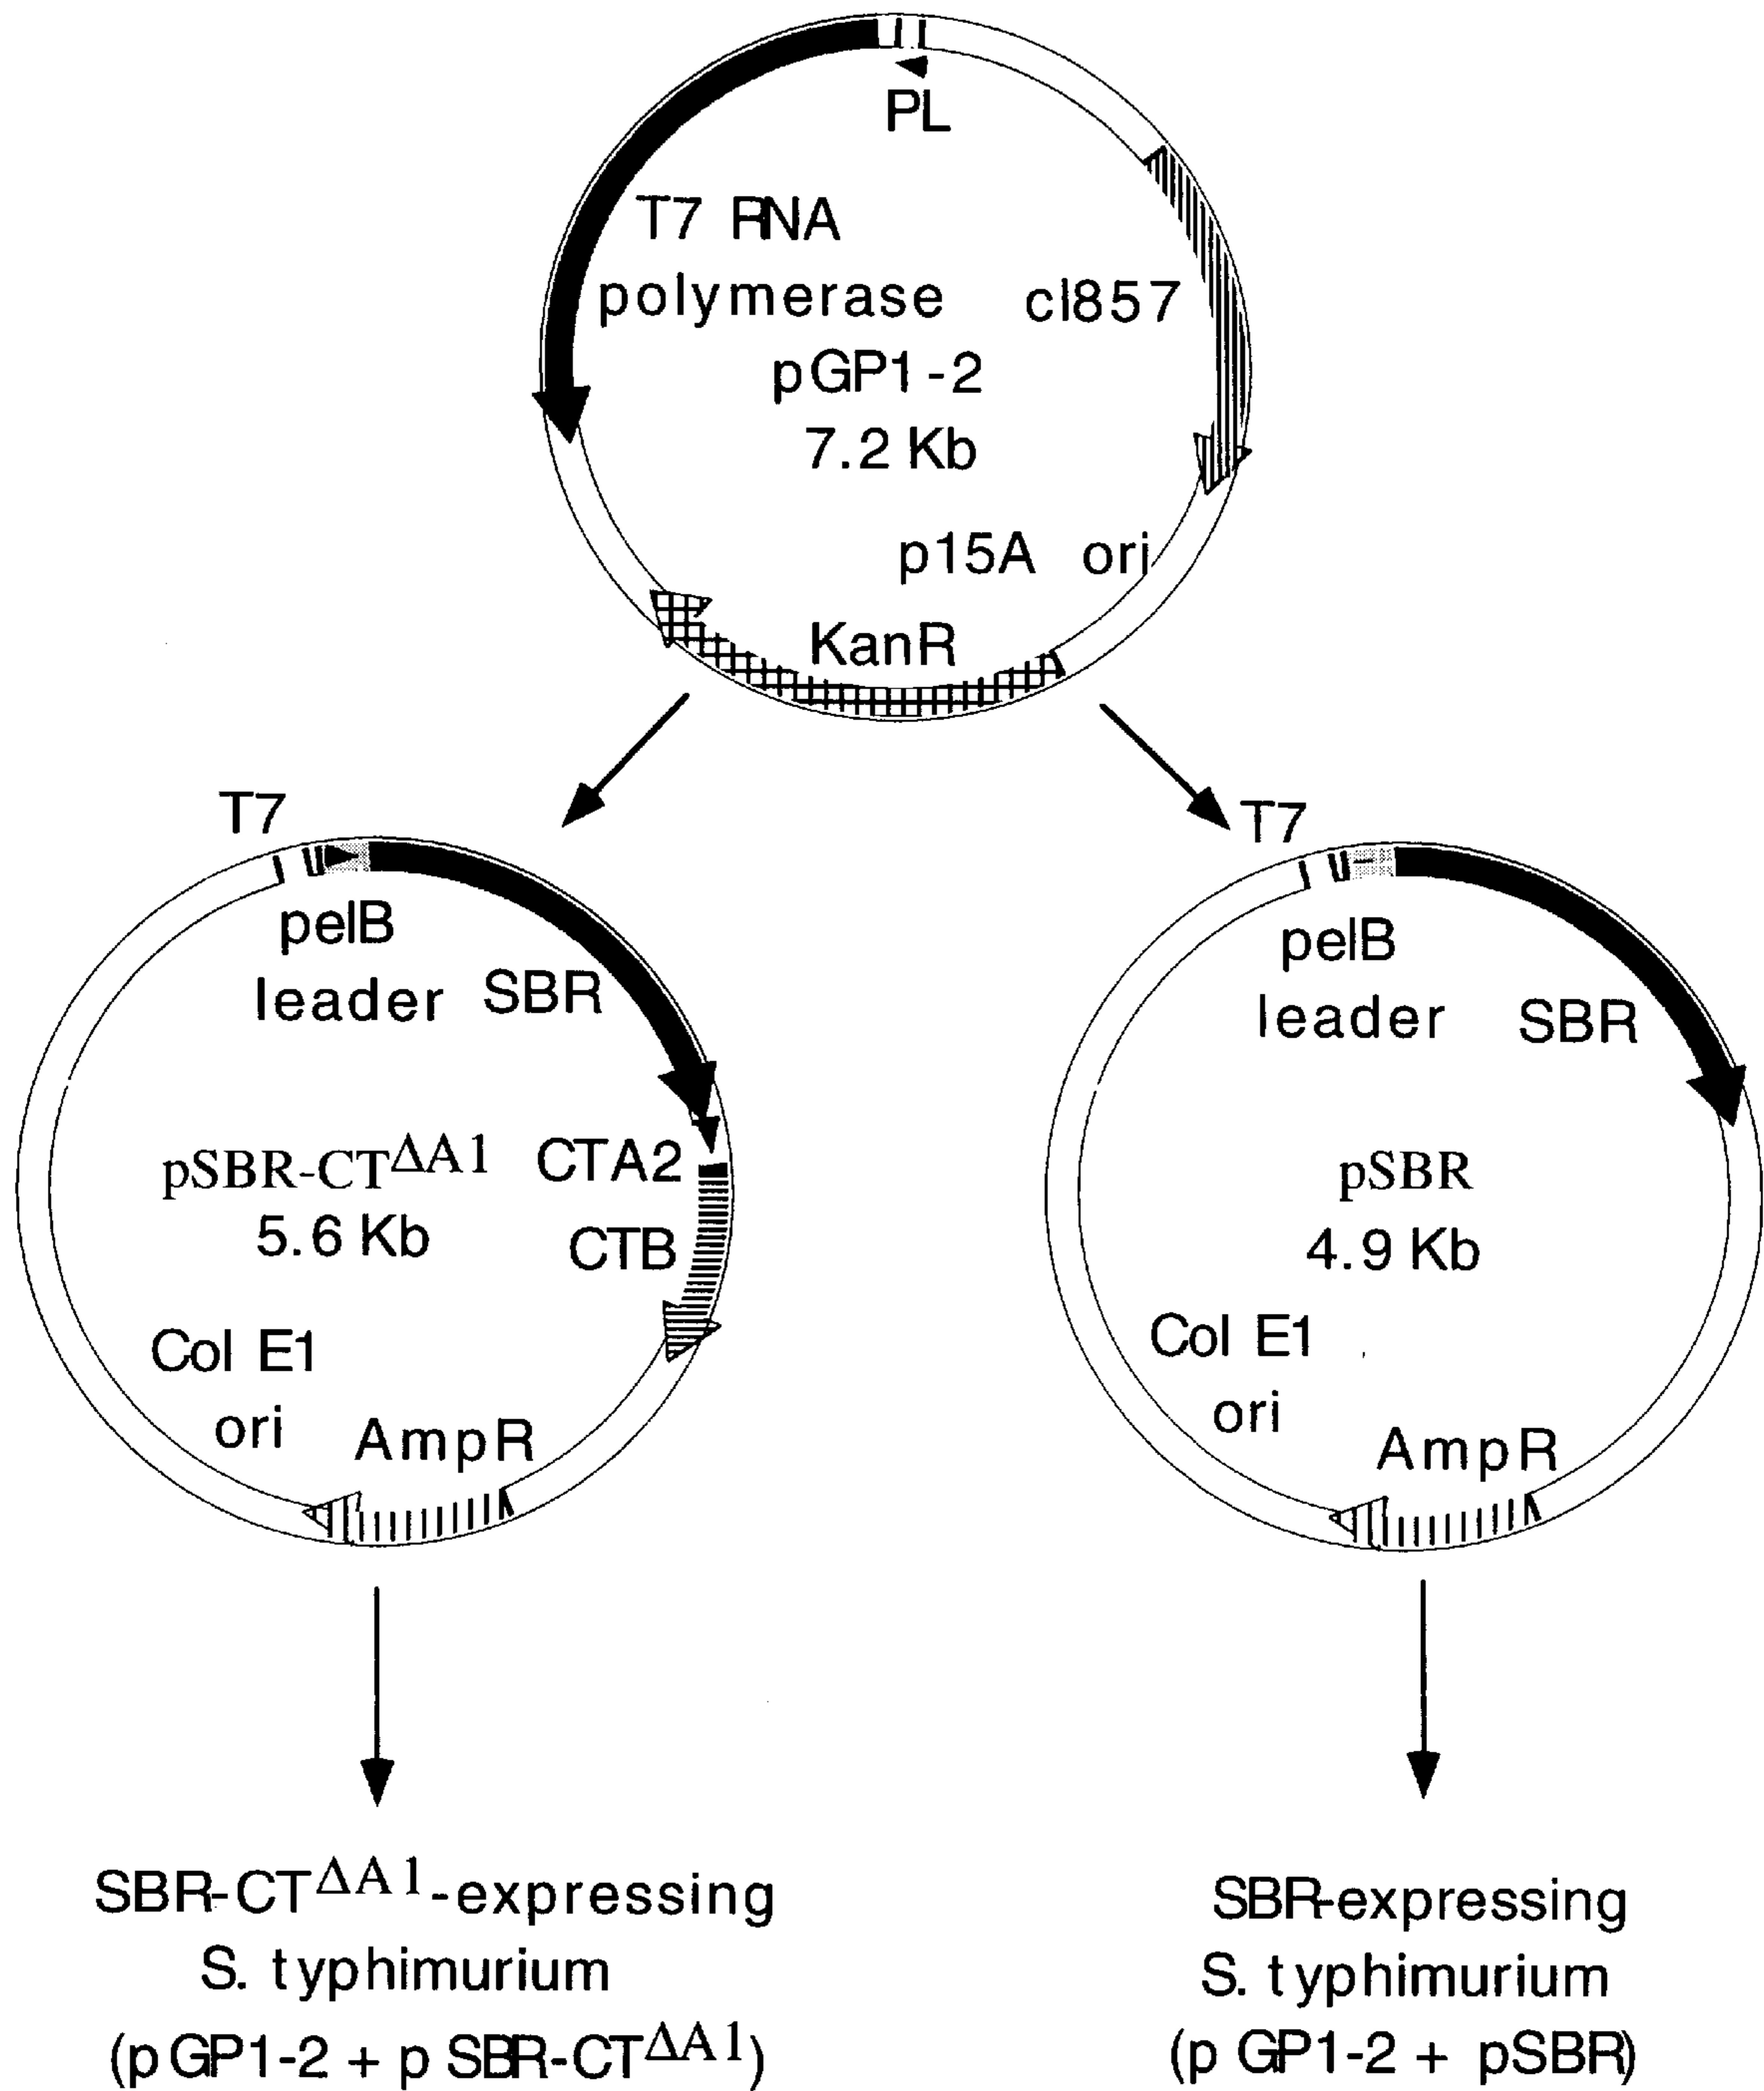 PL
T7 RNA
polymerase
cI857
pGP1-2
7.2 Kb
p15A ori
KanR
T7
pelB
leader
SBR
pSBR-CTΔA1
5.6 Kb
CTA2
CTB
Col E1
ori
AmpR
T7
pelB
leader
SBR
pSBR
4.9 Kb
Col E1
ori
AmpR
SBR-CTΔA1-expressing
S. typhimurium
(pGP1-2 + pSBR-CTΔA1)
SBR-expressing
S. typhimurium
(pGP1-2 + pSBR)